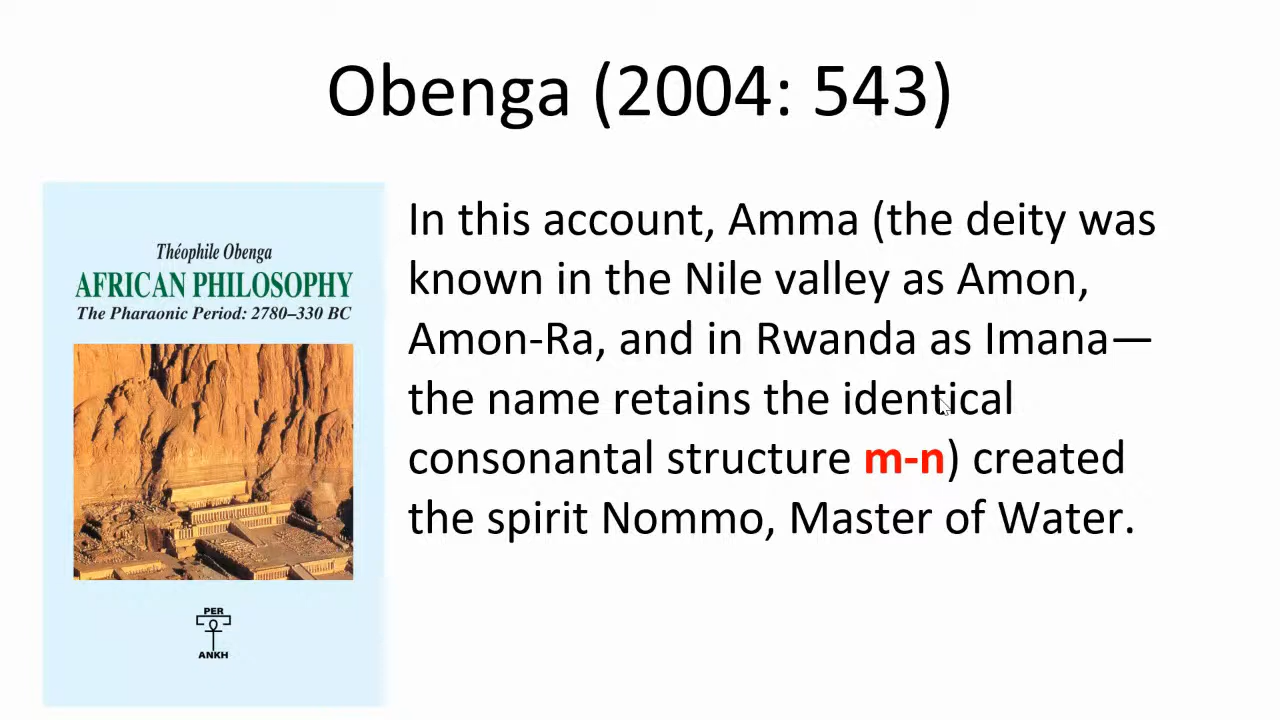 Obenga (2004: 543)
Théophile Obenga
AFRICAN PHILOSOPHY
The Pharaonic Period: 2780–330 BC
PER
ANKH
In this account, Amma (the deity was
known in the Nile valley as Amon,
Amon-Ra, and in Rwanda as Imana—
the name retains the identical
consonantal structure m-n) created
the spirit Nommo, Master of Water.